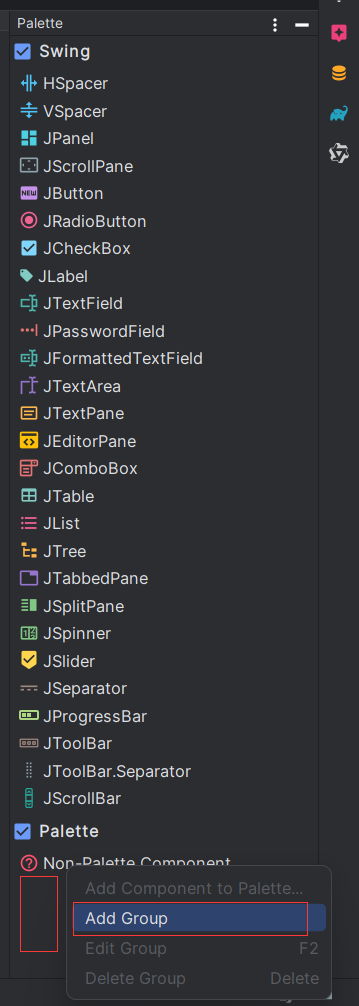 Palette
Swing
HSpacer
VSpacer
JPanel
JScrollPane
NEW JButton
JRadioButton
JCheckBox
JLabel
JTextField
JPasswordField
JFormattedTextField
JTextArea
JTextPane
JEditorPane
JComboBox
JTable
JList
JTree
JTabbedPane
JSplitPane
JSpinner
JSlider
JSeparator
JProgressBar
JToolBar
JToolBar.Separator
JScrollBar
Palette
Non-Palette Component
Add Component to Palette...
Add Group
Edit Group F2
Delete Group Delete